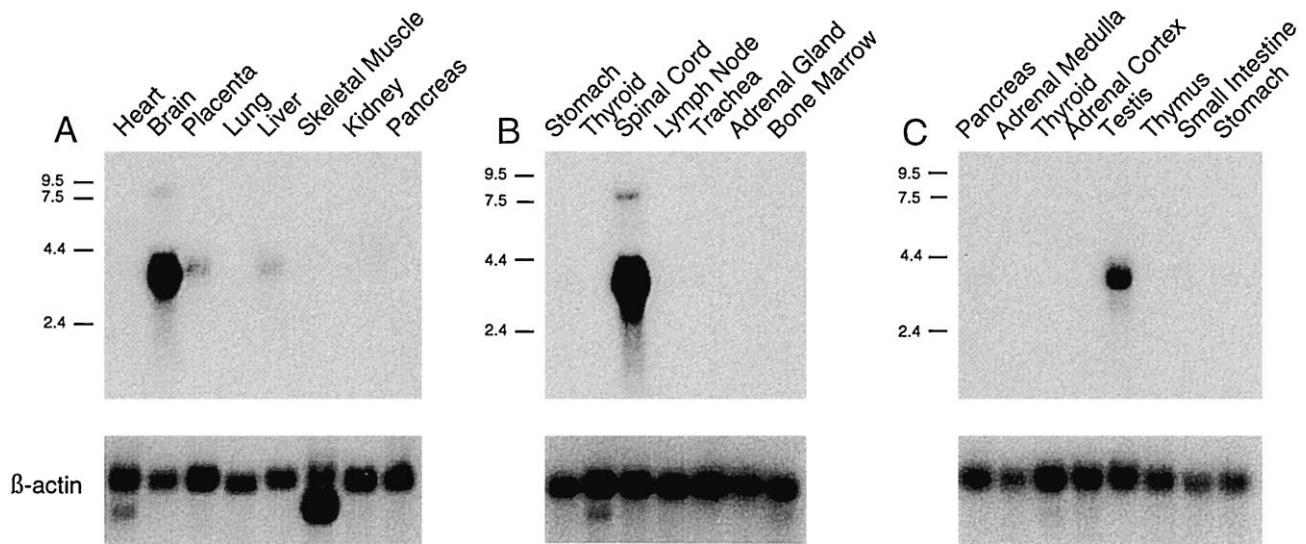 A
Heart
Brain
Placenta
Lung
Liver
Skeletal Muscle
Kidney
Pancreas
9.5
7.5
4.4
2.4
B
Stomach
Thyroid
Spinal Cord
Lymph Node
Trachea
Adrenal Gland
Bone Marrow
9.5
7.5
4.4
2.4
C
Pancreas
Adrenal Medulla
Thyroid
Adrenal Cortex
Testis
Thymus
Small Intestine
Stomach
9.5
7.5
4.4
2.4
ß-actin